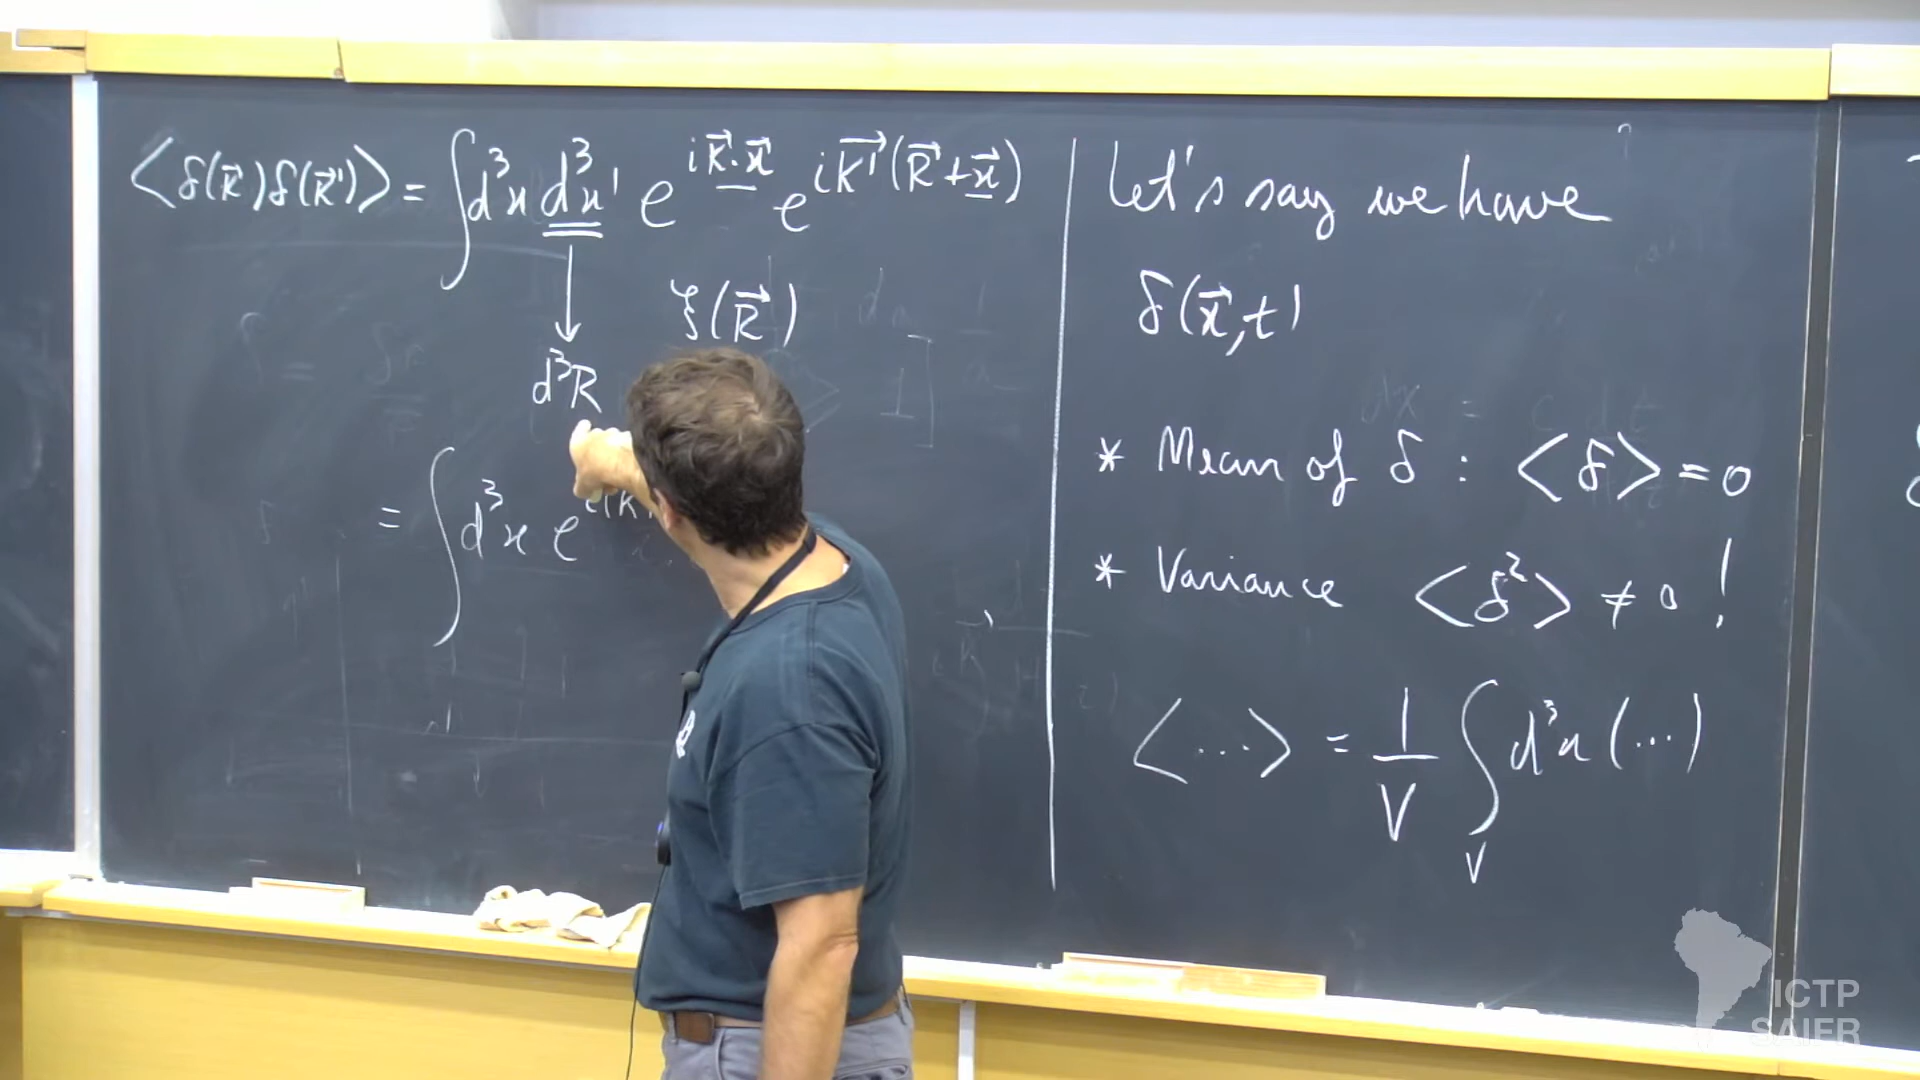 ⟨δ(k⃗)δ(k⃗')⟩ = ∫d³x d³x' e^{ik⃗·x⃗} e^{ik⃗'(R⃗+x⃗)}
ξ(R⃗)
d³R
= ∫d³x e^{i(k
Let's say we have
δ(x⃗,t)
* Mean of δ : ⟨δ⟩ = 0
* Variance ⟨δ²⟩ ≠ 0 !
⟨...⟩ = 1/V ∫_V d³x (...)
ICTP
SAIFR